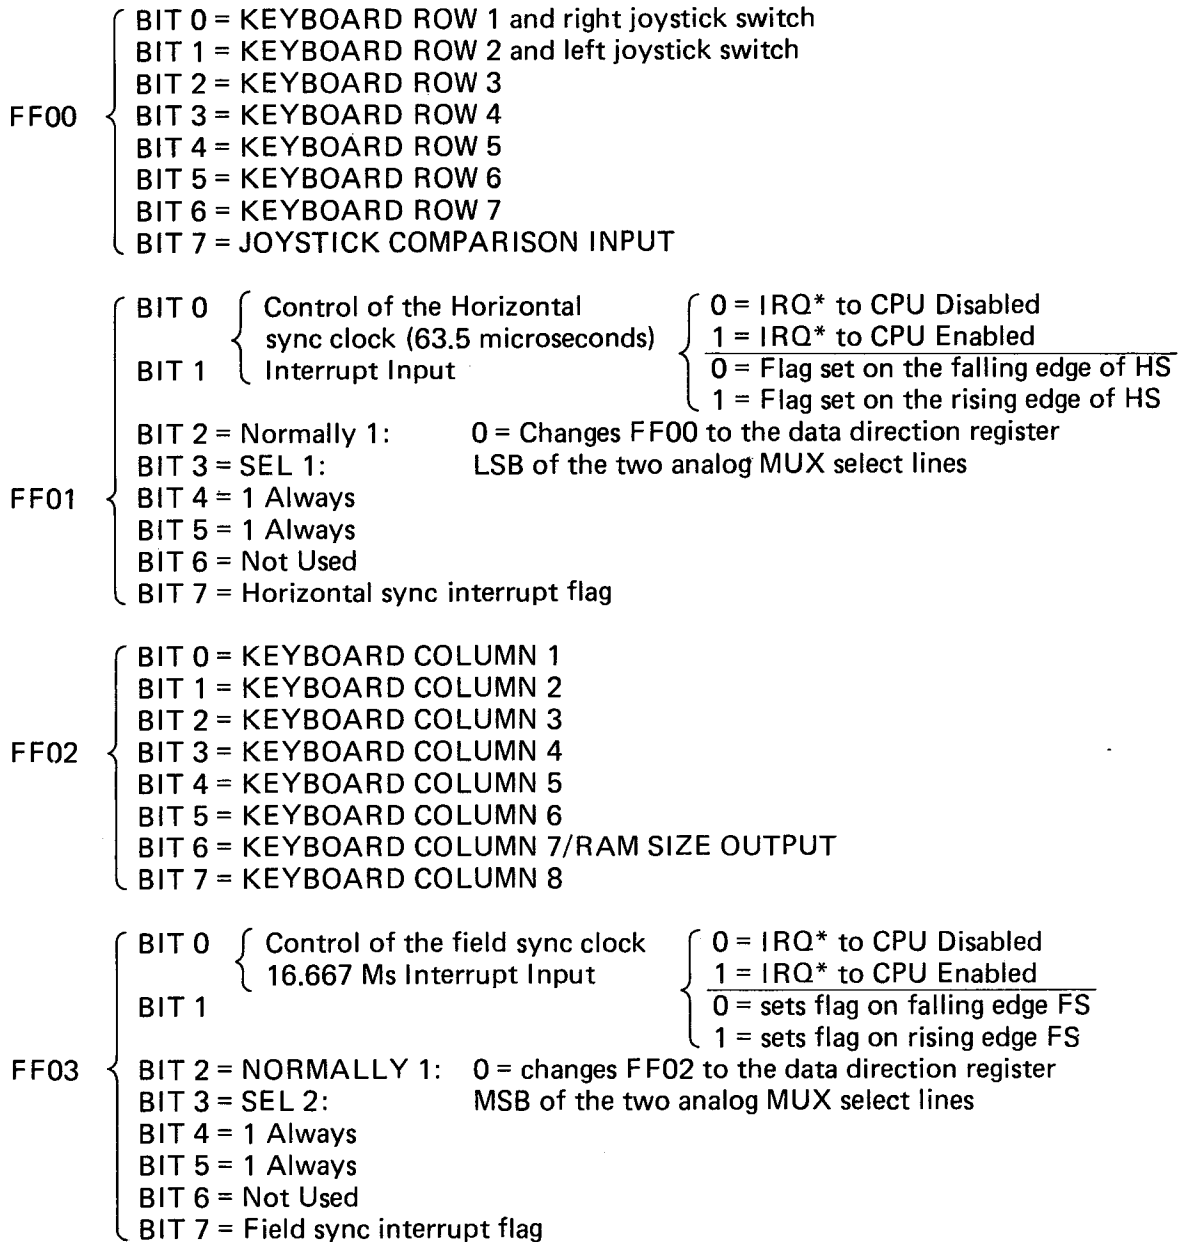 BIT 0 = KEYBOARD ROW 1 and right joystick switch
BIT 1 = KEYBOARD ROW 2 and left joystick switch
BIT 2 = KEYBOARD ROW 3
FF00 BIT 3 = KEYBOARD ROW 4
BIT 4 = KEYBOARD ROW 5
BIT 5 = KEYBOARD ROW 6
BIT 6 = KEYBOARD ROW 7
BIT 7 = JOYSTICK COMPARISON INPUT
BIT 0 Control of the Horizontal 0 = IRQ* to CPU Disabled
sync clock (63.5 microseconds) 1 = IRQ* to CPU Enabled
BIT 1 Interrupt Input 0 = Flag set on the falling edge of HS
1 = Flag set on the rising edge of HS
BIT 2 = Normally 1: 0 = Changes FF00 to the data direction register
BIT 3 = SEL 1: LSB of the two analog MUX select lines
FF01 BIT 4 = 1 Always
BIT 5 = 1 Always
BIT 6 = Not Used
BIT 7 = Horizontal sync interrupt flag
BIT 0 = KEYBOARD COLUMN 1
BIT 1 = KEYBOARD COLUMN 2
BIT 2 = KEYBOARD COLUMN 3
FF02 BIT 3 = KEYBOARD COLUMN 4
BIT 4 = KEYBOARD COLUMN 5
BIT 5 = KEYBOARD COLUMN 6
BIT 6 = KEYBOARD COLUMN 7/RAM SIZE OUTPUT
BIT 7 = KEYBOARD COLUMN 8
BIT 0 Control of the field sync clock 0 = IRQ* to CPU Disabled
16.667 Ms Interrupt Input 1 = IRQ* to CPU Enabled
BIT 1 0 = sets flag on falling edge FS
1 = sets flag on rising edge FS
FF03 BIT 2 = NORMALLY 1: 0 = changes FF02 to the data direction register
BIT 3 = SEL 2: MSB of the two analog MUX select lines
BIT 4 = 1 Always
BIT 5 = 1 Always
BIT 6 = Not Used
BIT 7 = Field sync interrupt flag